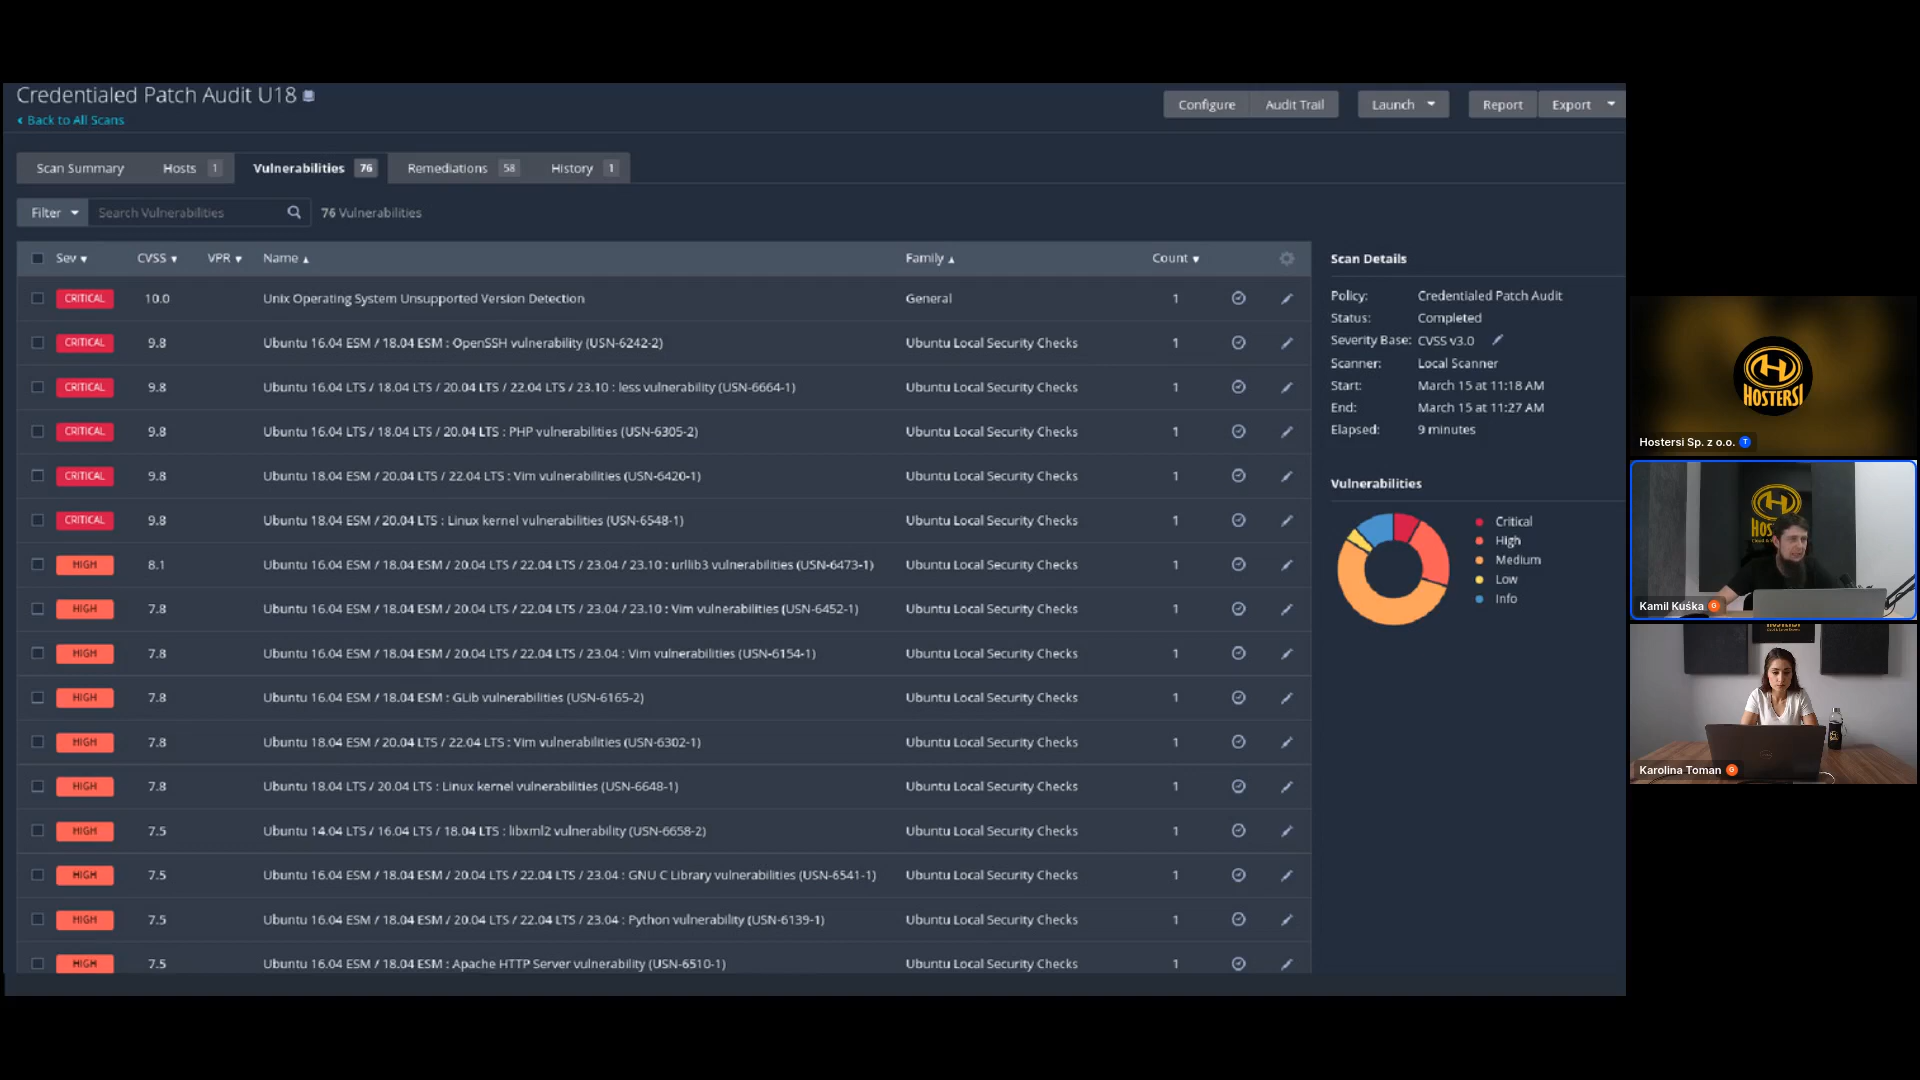 Credentialed Patch Audit U18
Back to All Scans
Configure Audit Trail Launch Report Export
Scan Summary Hosts 1 Vulnerabilities 76 Remediations 58 History 1
Filter Search Vulnerabilities 76 Vulnerabilities
Sev CVSS VPR Name Family Count
CRITICAL 10.0 Unix Operating System Unsupported Version Detection General 1
CRITICAL 9.8 Ubuntu 16.04 ESM / 18.04 ESM : OpenSSH vulnerability (USN-6242-2) Ubuntu Local Security Checks 1
CRITICAL 9.8 Ubuntu 16.04 LTS / 18.04 LTS / 20.04 LTS / 22.04 LTS / 23.10 : less vulnerability (USN-6664-1) Ubuntu Local Security Checks 1
CRITICAL 9.8 Ubuntu 16.04 LTS / 18.04 LTS / 20.04 LTS : PHP vulnerabilities (USN-6305-2) Ubuntu Local Security Checks 1
CRITICAL 9.8 Ubuntu 18.04 ESM / 20.04 LTS / 22.04 LTS : Vim vulnerabilities (USN-6420-1) Ubuntu Local Security Checks 1
CRITICAL 9.8 Ubuntu 18.04 ESM / 20.04 LTS : Linux kernel vulnerabilities (USN-6548-1) Ubuntu Local Security Checks 1
HIGH 8.1 Ubuntu 16.04 ESM / 18.04 ESM / 20.04 LTS / 22.04 LTS / 23.04 / 23.10 : urllib3 vulnerabilities (USN-6473-1) Ubuntu Local Security Checks 1
HIGH 7.8 Ubuntu 16.04 ESM / 18.04 ESM / 20.04 LTS / 22.04 LTS / 23.04 / 23.10 : Vim vulnerabilities (USN-6452-1) Ubuntu Local Security Checks 1
HIGH 7.8 Ubuntu 16.04 ESM / 18.04 ESM / 20.04 LTS / 22.04 LTS / 23.04 : Vim vulnerabilities (USN-6154-1) Ubuntu Local Security Checks 1
HIGH 7.8 Ubuntu 16.04 ESM / 18.04 ESM : GLib vulnerabilities (USN-6165-2) Ubuntu Local Security Checks 1
HIGH 7.8 Ubuntu 18.04 ESM / 20.04 LTS / 22.04 LTS : Vim vulnerabilities (USN-6302-1) Ubuntu Local Security Checks 1
HIGH 7.8 Ubuntu 18.04 LTS / 20.04 LTS : Linux kernel vulnerabilities (USN-6648-1) Ubuntu Local Security Checks 1
HIGH 7.5 Ubuntu 14.04 LTS / 16.04 LTS / 18.04 LTS : libxml2 vulnerability (USN-6658-2) Ubuntu Local Security Checks 1
HIGH 7.5 Ubuntu 16.04 ESM / 18.04 ESM / 20.04 LTS / 22.04 LTS / 23.04 : GNU C Library vulnerabilities (USN-6541-1) Ubuntu Local Security Checks 1
HIGH 7.5 Ubuntu 16.04 ESM / 18.04 ESM / 20.04 LTS / 22.04 LTS / 23.04 : Python vulnerability (USN-6139-1) Ubuntu Local Security Checks 1
HIGH 7.5 Ubuntu 16.04 ESM / 18.04 ESM : Apache HTTP Server vulnerability (USN-6510-1) Ubuntu Local Security Checks 1
Scan Details
Policy: Credentialed Patch Audit
Status: Completed
Severity Base: CVSS v3.0
Scanner: Local Scanner
Start: March 15 at 11:18 AM
End: March 15 at 11:27 AM
Elapsed: 9 minutes
Vulnerabilities
Critical
High
Medium
Low
Info
HOSTERSI
Hostersi Sp. z o.o.
Kamil Kuśka
Karolina Toman